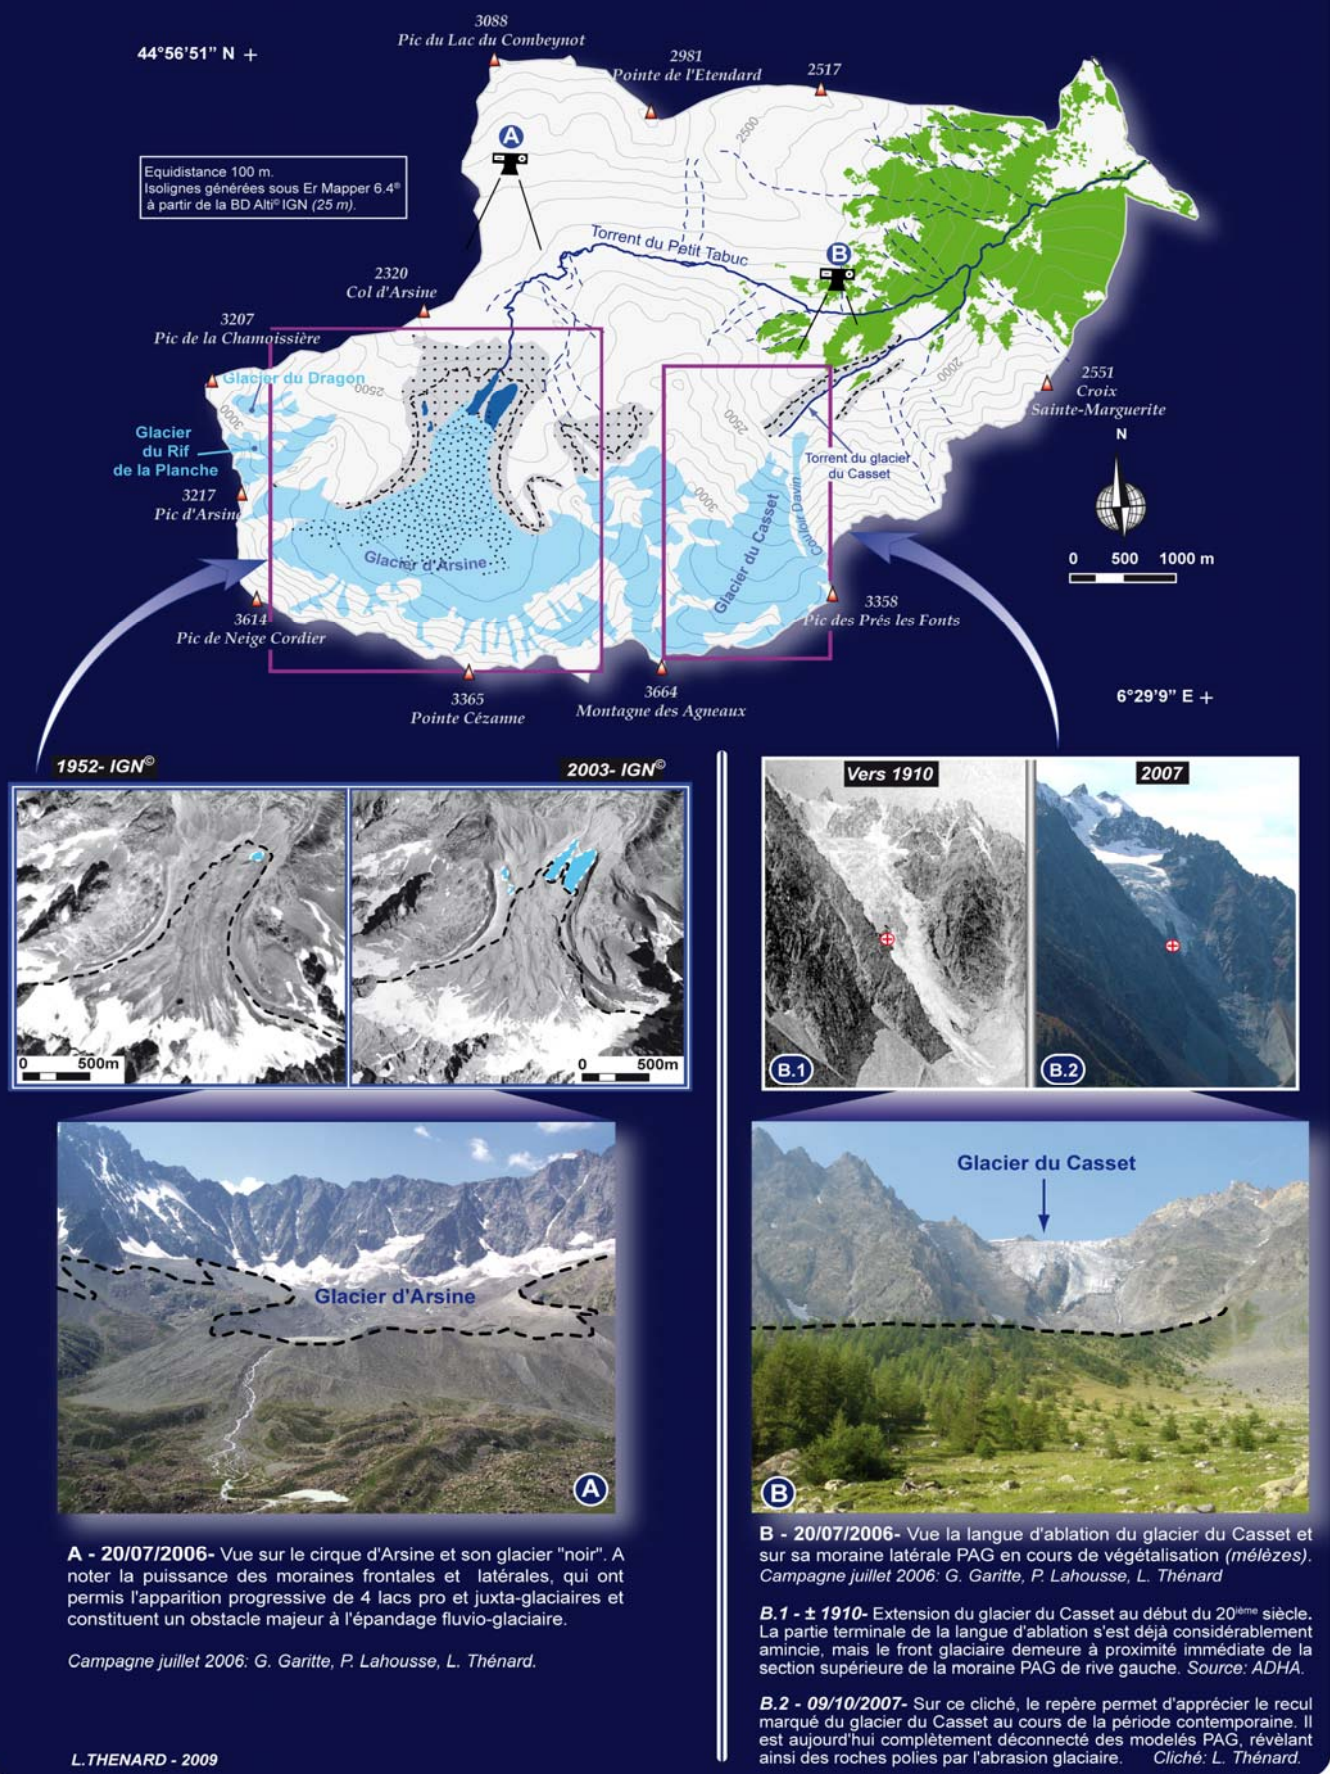 3088
Pic du Lac du Combeynot
44°56'51" N +
2981
Pointe de l'Etendard
2517
2500
A
Equidistance 100 m.
Isolignes générées sous Er Mapper 6.4®
à partir de la BD Alti© IGN (25 m).
Torrent du Petit Tabuc
B
2320
Col d'Arsine
3207
Pic de la Chamoissière
Glacier du Dragon
2500
3000
2000
2551
Croix
Sainte-Marguerite
Glacier
du Rif
de la Planche
2500
N
Torrent du glacier
du Casset
3217
Pic d'Arsine
3000
Couloir Davin
Glacier du Casset
Glacier d'Arsine
0 500 1000 m
3614
Pic de Neige Cordier
3358
Pic des Prés les Fonts
3365
Pointe Cézanne
3664
Montagne des Agneaux
6°29'9" E +
1952- IGN©
2003- IGN©
Vers 1910
2007
0 500m
0 500m
B.1
B.2
Glacier du Casset
Glacier d'Arsine
A
B
A - 20/07/2006- Vue sur le cirque d'Arsine et son glacier "noir". A
noter la puissance des moraines frontales et latérales, qui ont
permis l'apparition progressive de 4 lacs pro et juxta-glaciaires et
constituent un obstacle majeur à l'épandage fluvio-glaciaire.
Campagne juillet 2006: G. Garitte, P. Lahousse, L. Thénard.
B - 20/07/2006- Vue la langue d'ablation du glacier du Casset et
sur sa moraine latérale PAG en cours de végétalisation (mélèzes).
Campagne juillet 2006: G. Garitte, P. Lahousse, L. Thénard
B.1 - ± 1910- Extension du glacier du Casset au début du 20ième siècle.
La partie terminale de la langue d'ablation s'est déjà considérablement
amincie, mais le front glaciaire demeure à proximité immédiate de la
section supérieure de la moraine PAG de rive gauche. Source: ADHA.
B.2 - 09/10/2007- Sur ce cliché, le repère permet d'apprécier le recul
marqué du glacier du Casset au cours de la période contemporaine. Il
est aujourd'hui complètement déconnecté des modelés PAG, révèlant
ainsi des roches polies par l'abrasion glaciaire. Cliché: L. Thénard.
L.THENARD - 2009